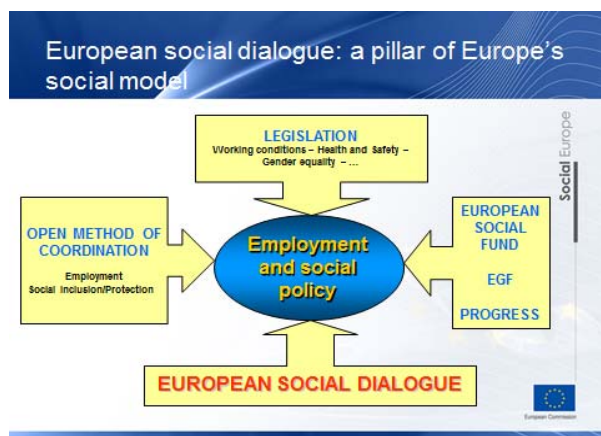 European social dialogue: a pillar of Europe's
social model
LEGISLATION
Working conditions – Health and Safety –
Gender equality – ...
OPEN METHOD OF
COORDINATION
Employment
Social Inclusion/Protection
Employment
and social
policy
EUROPEAN
SOCIAL
FUND
EGF
PROGRESS
EUROPEAN SOCIAL DIALOGUE
Social Europe
European Commission